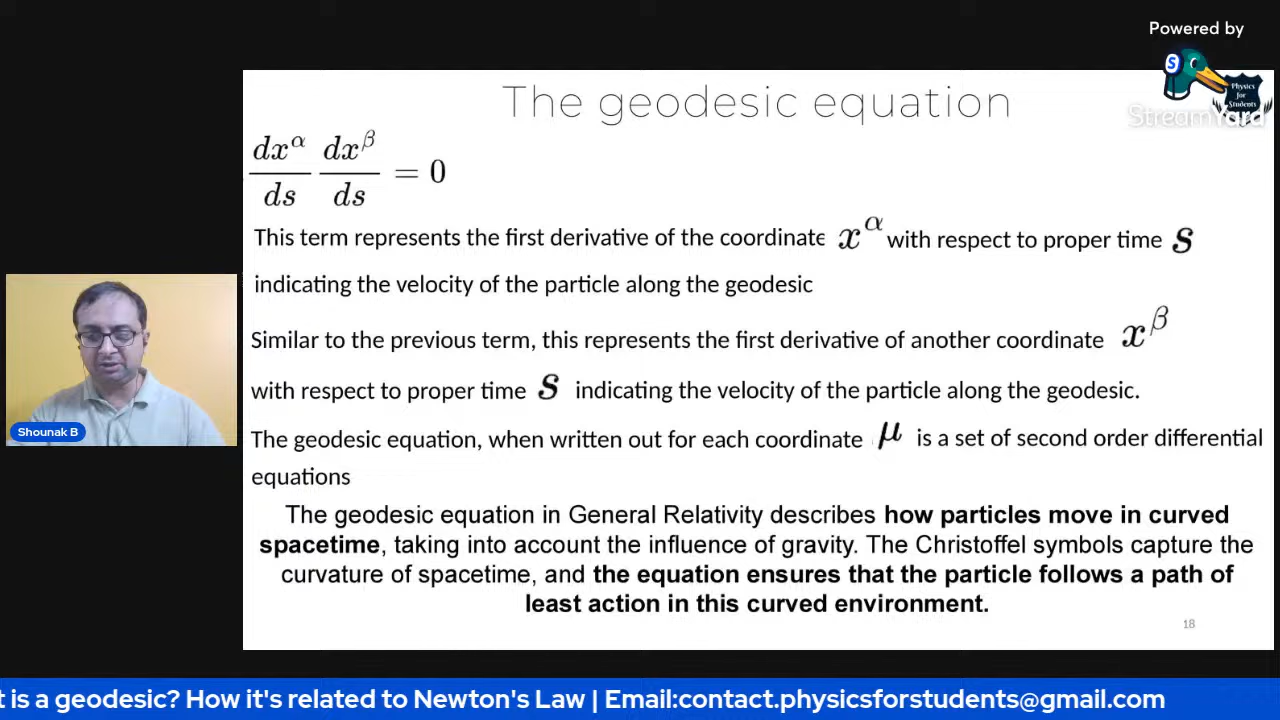 Powered by
S
Physics
for
Students
StreamYard
The geodesic equation
dx^α/ds dx^β/ds = 0
This term represents the first derivative of the coordinate x^α with respect to proper time s
indicating the velocity of the particle along the geodesic
Similar to the previous term, this represents the first derivative of another coordinate x^β
with respect to proper time s indicating the velocity of the particle along the geodesic.
The geodesic equation, when written out for each coordinate μ is a set of second order differential
equations
The geodesic equation in General Relativity describes how particles move in curved
spacetime, taking into account the influence of gravity. The Christoffel symbols capture the
curvature of spacetime, and the equation ensures that the particle follows a path of
least action in this curved environment.
18
Shounak B
t is a geodesic? How it's related to Newton's Law | Email:contact.physicsforstudents@gmail.com